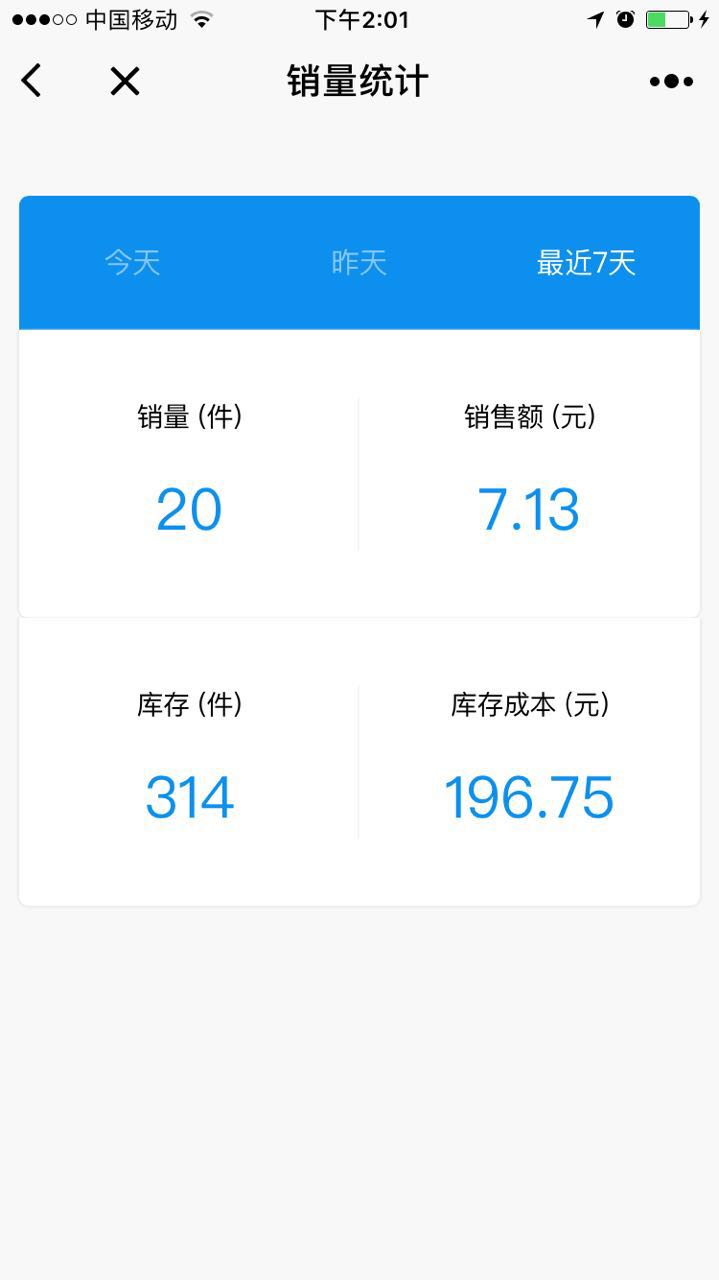 中国移动 下午2:01
销量统计
今天 昨天 最近7天
销量 (件) 销售额 (元)
20 7.13
库存 (件) 库存成本 (元)
314 196.75